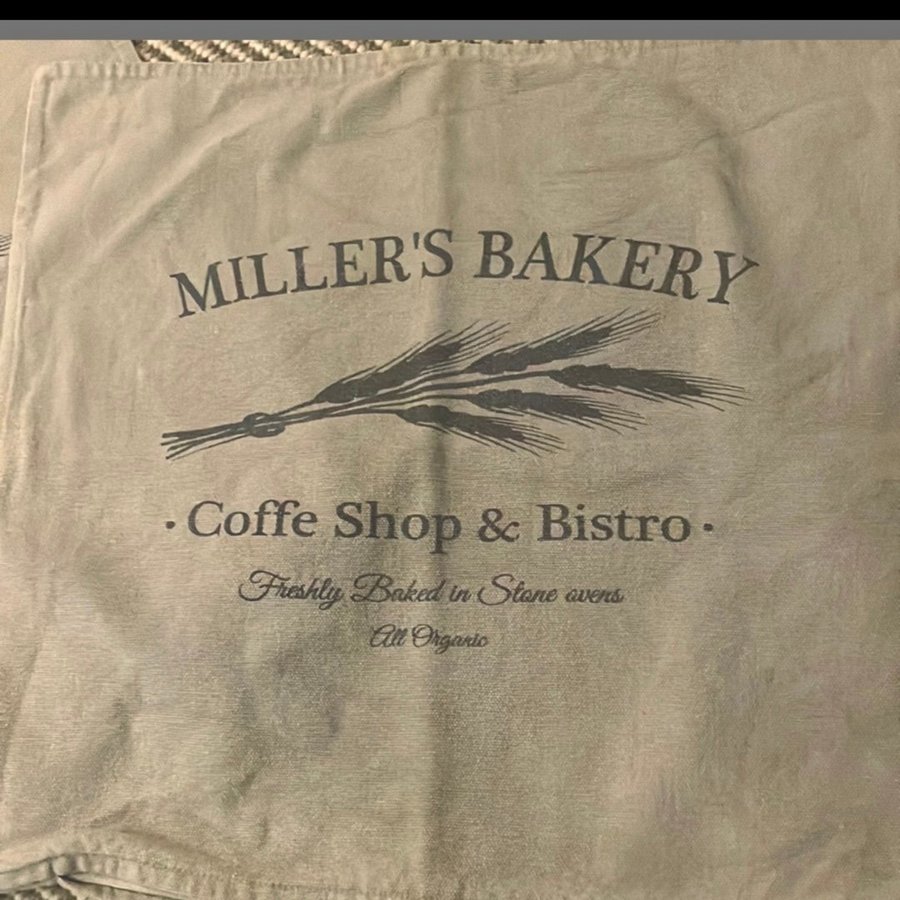 MILLER'S BAKERY
· Coffe Shop & Bistro ·
Freshly Baked in Stone ovens
All Organic